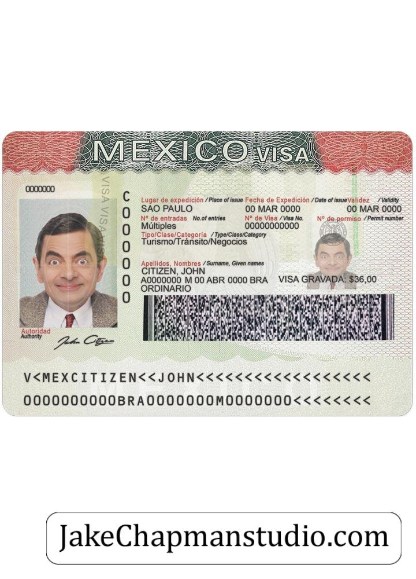 MEXICO VISA
0000000
C0000000
VISA VIS
Lugar de expedición / Place of issue Fecha de Expedición / Date of issue Validez / Validity
SAO PAULO 00 MAR 0000 00 MAR 0000
Nº de entradas No. of entries Nº de Visa / Visa No. Nº de permiso / Permit number
Múltiples 00000000000
Tipo/Clase/Categoría / Type/Class/Category
Turismo/Tránsito/Negocios
Apellidos, Nombres / Surname, Given names
CITIZEN, JOHN
A0000000 M 00 ABR 0000 BRA VISA GRAVADA: $36,00
ORDINARIO
Autoridad
Authority
John Citizen
V<MEXCITIZEN<<JOHN<<<<<<<<<<<<<<<<<<
0000000000BRA0000000M0000000<<<<<<<<
JakeChapmanstudio.com